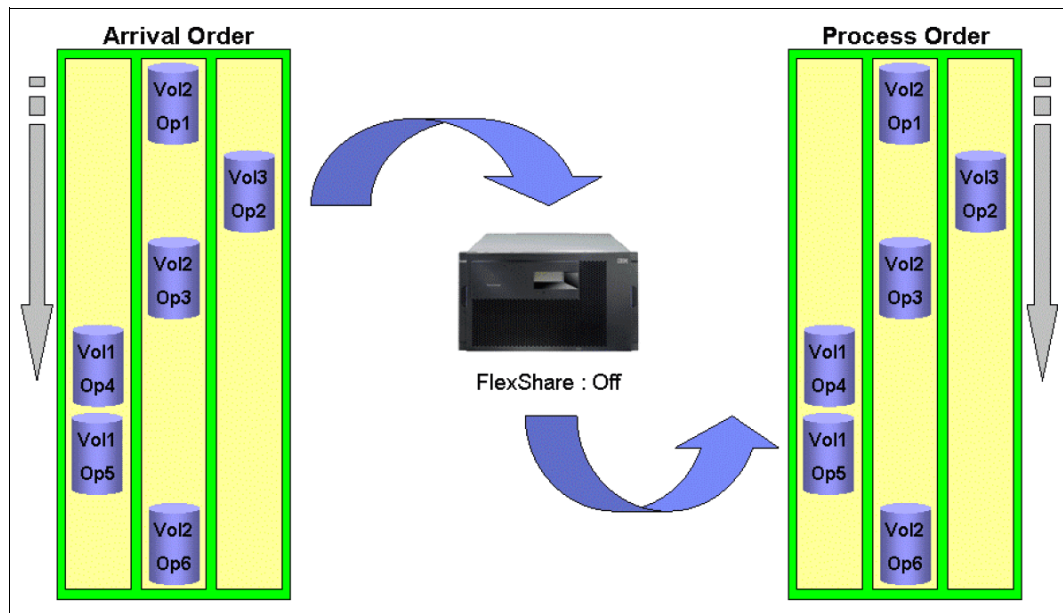 Arrival Order
Vol2
Op1
Vol3
Op2
Vol2
Op3
Vol1
Op4
Vol1
Op5
Vol2
Op6
FlexShare : Off
Process Order
Vol2
Op1
Vol3
Op2
Vol2
Op3
Vol1
Op4
Vol1
Op5
Vol2
Op6